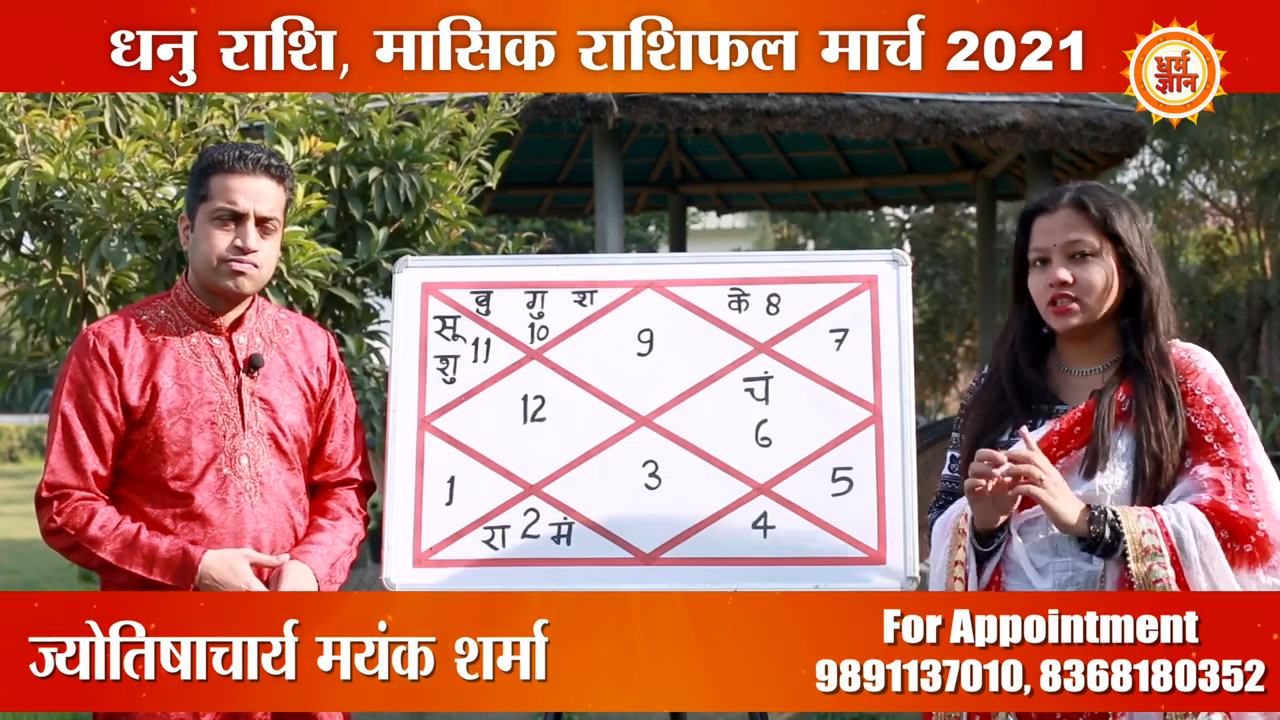 धनु राशि, मासिक राशिफल मार्च 2021
धर्म
ज्ञान
बु गु श
के 8
सू
10
11
9
7
शु
चं
12
6
1
3
5
रा 2 मं
4
ज्योतिषाचार्य मयंक शर्मा
For Appointment
9891137010, 8368180352